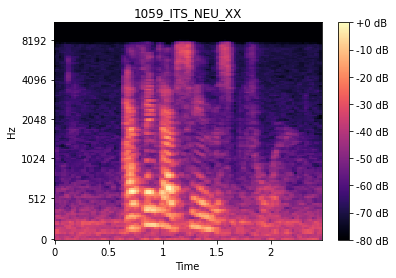 1059_ITS_NEU_XX
+0 dB
8192
-10 dB
4096
-20 dB
-30 dB
2048
-40 dB
Hz
1024
-50 dB
-60 dB
512
-70 dB
0
-80 dB
0
0.5
1
1.5
2
Time